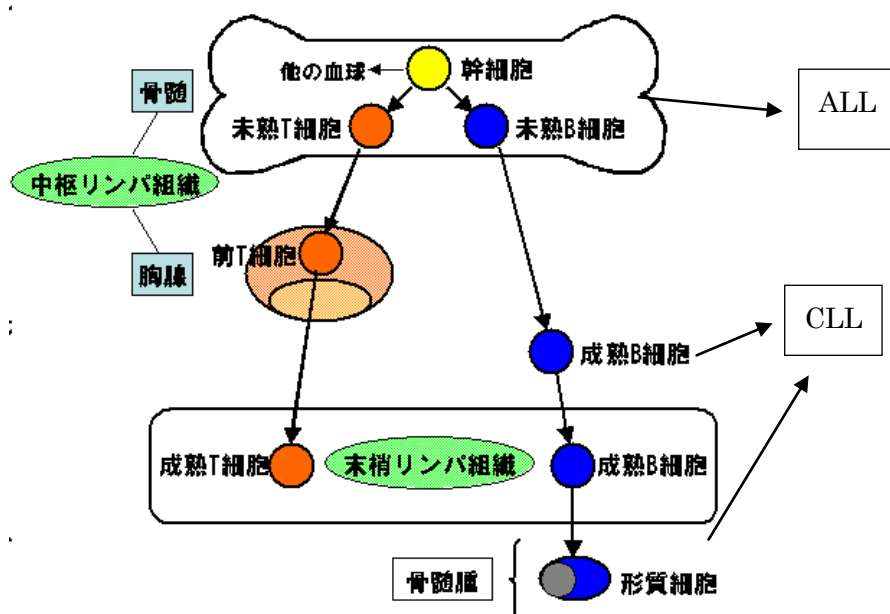 他の血球
幹細胞
骨髄
未熟T細胞
未熟B細胞
ALL
中枢リンパ組織
前T細胞
胸腺
CLL
成熟B細胞
成熟T細胞
末梢リンパ組織
成熟B細胞
骨髄腫
形質細胞